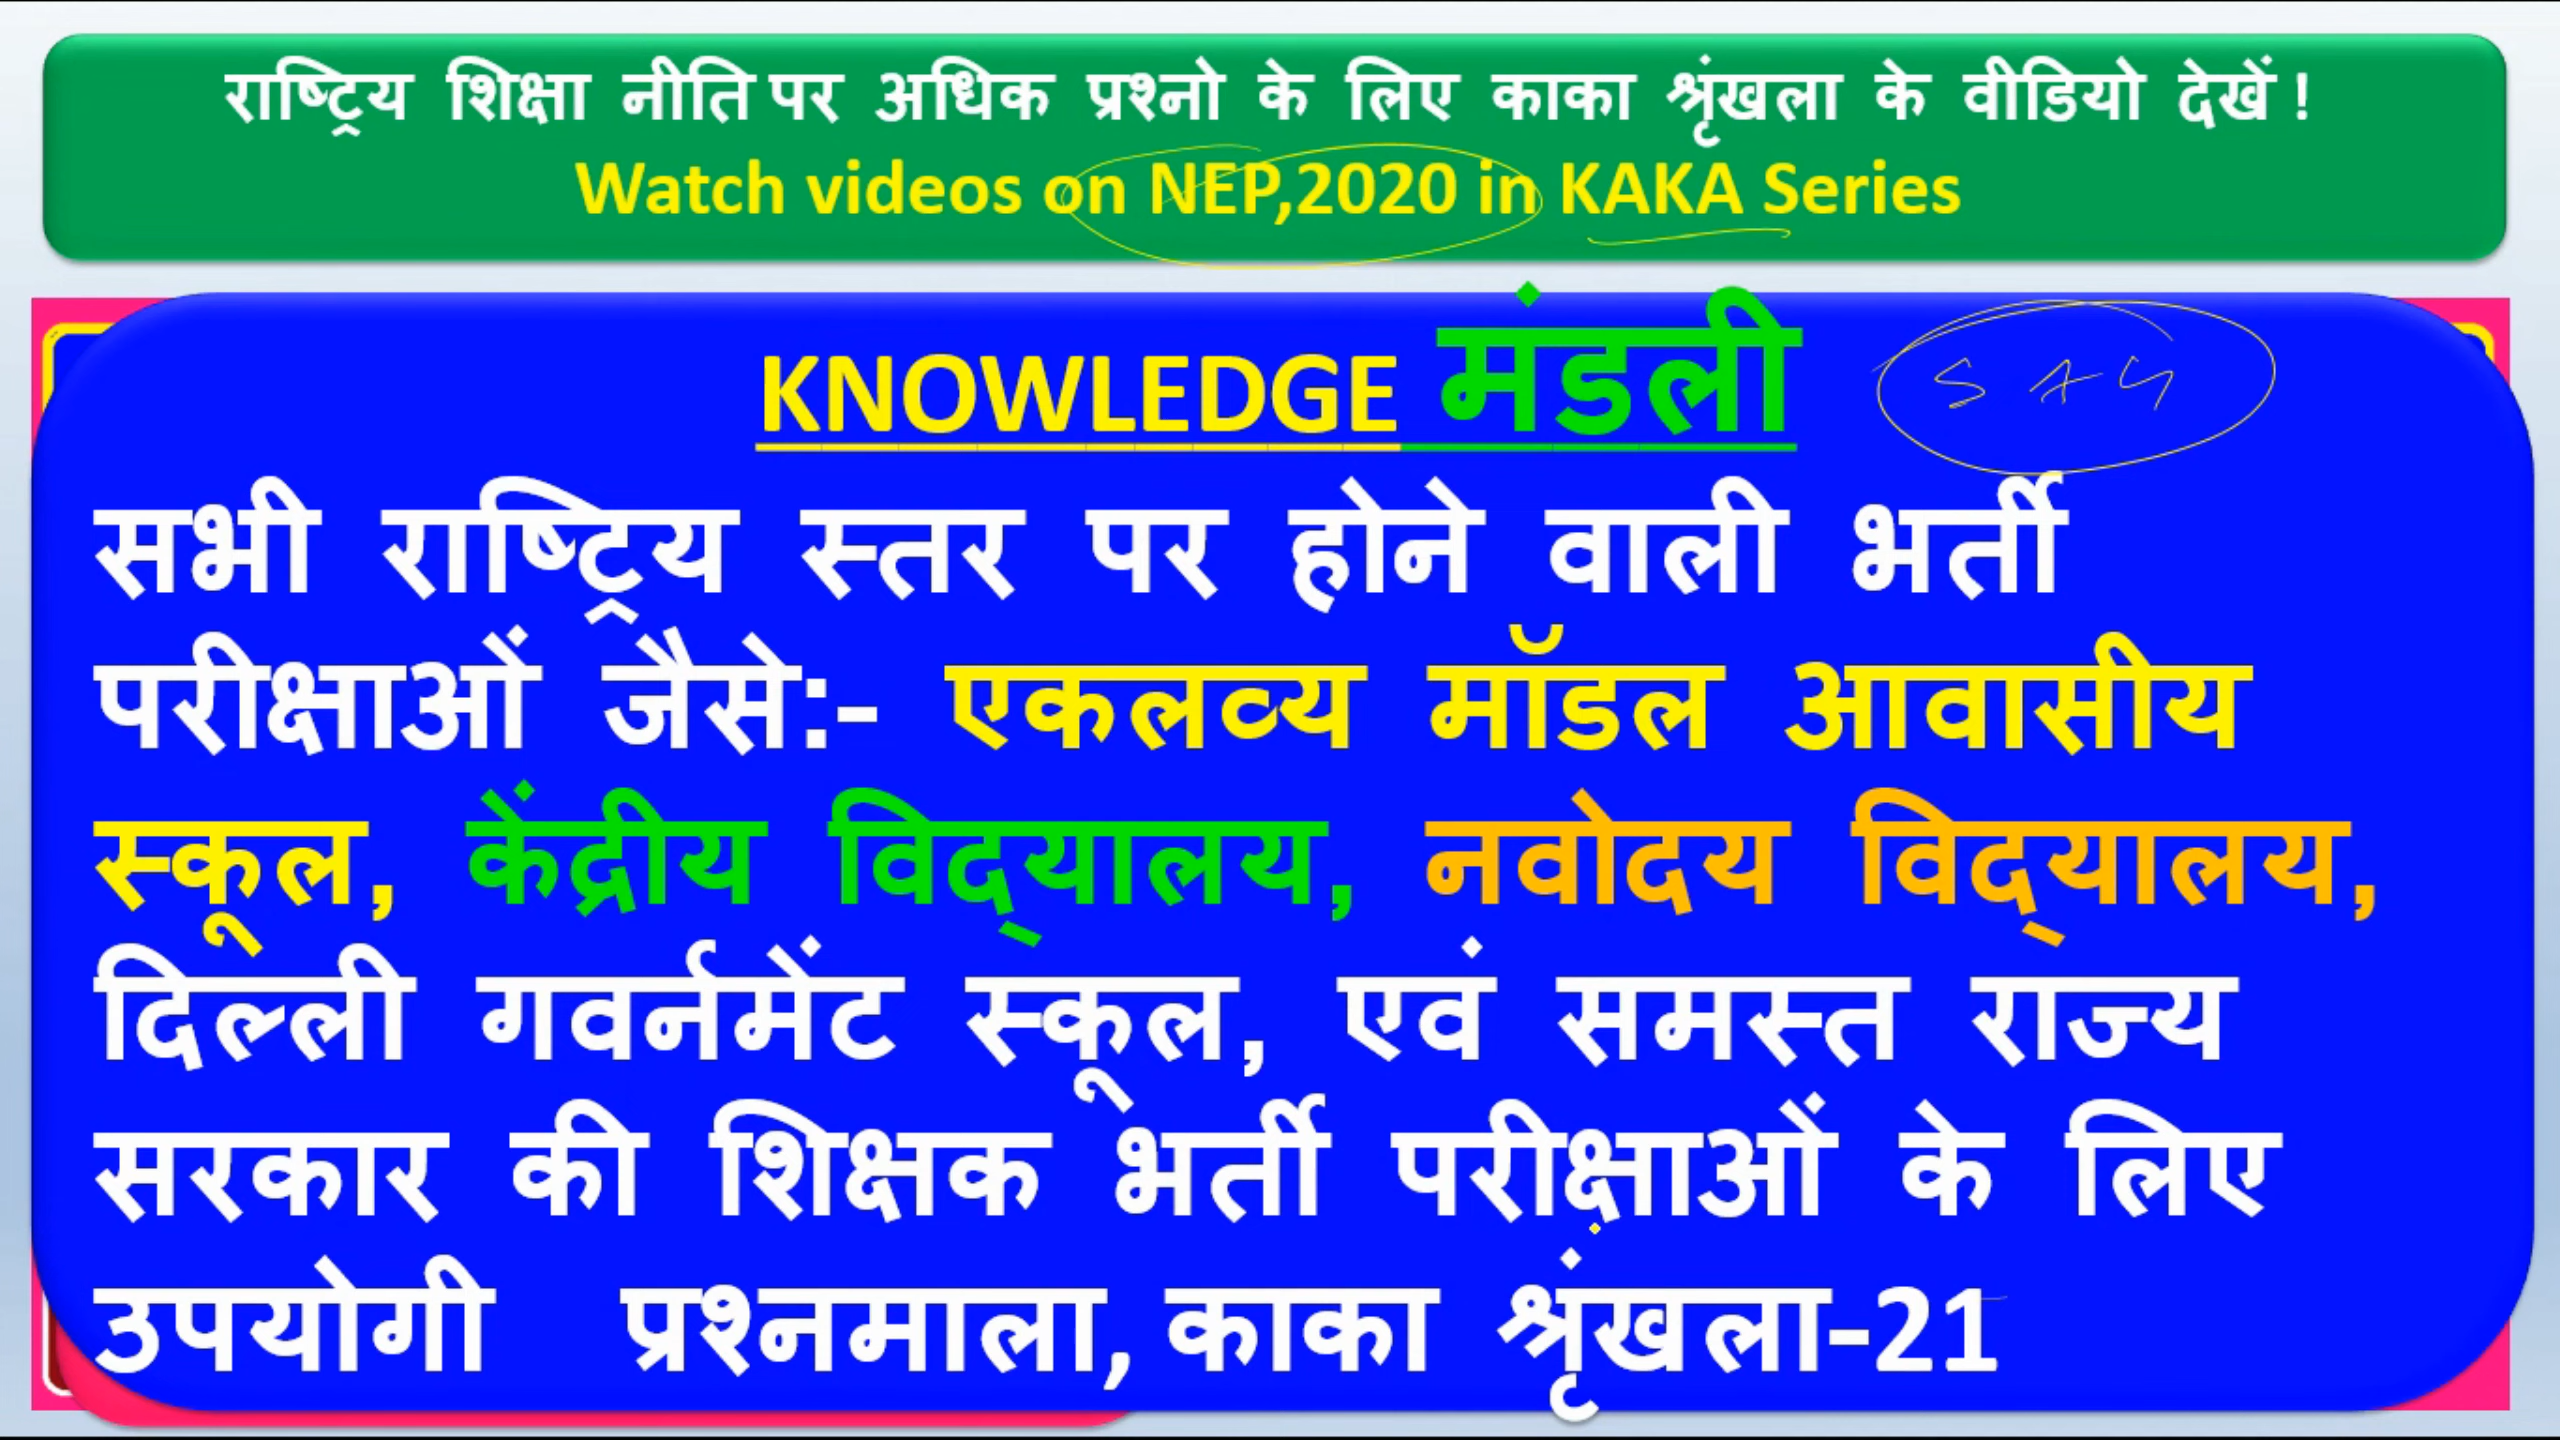 राष्ट्रिय शिक्षा नीति पर अधिक प्रश्नो के लिए काका श्रृंखला के वीडियो देखें !
Watch videos on NEP,2020 in KAKA Series
KNOWLEDGE मंडली
सभी राष्ट्रिय स्तर पर होने वाली भर्ती
परीक्षाओं जैसे:- एकलव्य मॉडल आवासीय
स्कूल, केंद्रीय विद्यालय, नवोदय विद्यालय,
दिल्ली गवर्नमेंट स्कूल, एवं समस्त राज्य
सरकार की शिक्षक भर्ती परीक्षाओं के लिए
उपयोगी प्रश्नमाला, काका श्रृंखला-21